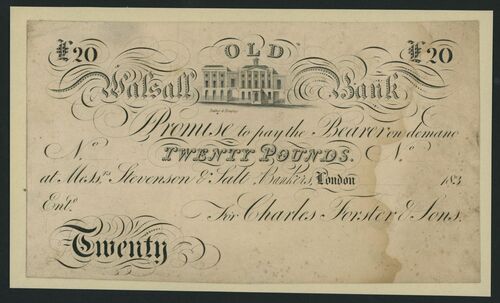 £20 OLD £20
Walsall Bank
I Promise to pay the Bearer on demand
No TWENTY POUNDS. No
at Messrs. Stevenson & Salt, Bankers, London 183
Entd.
For Charles Forster & Sons.
Twenty